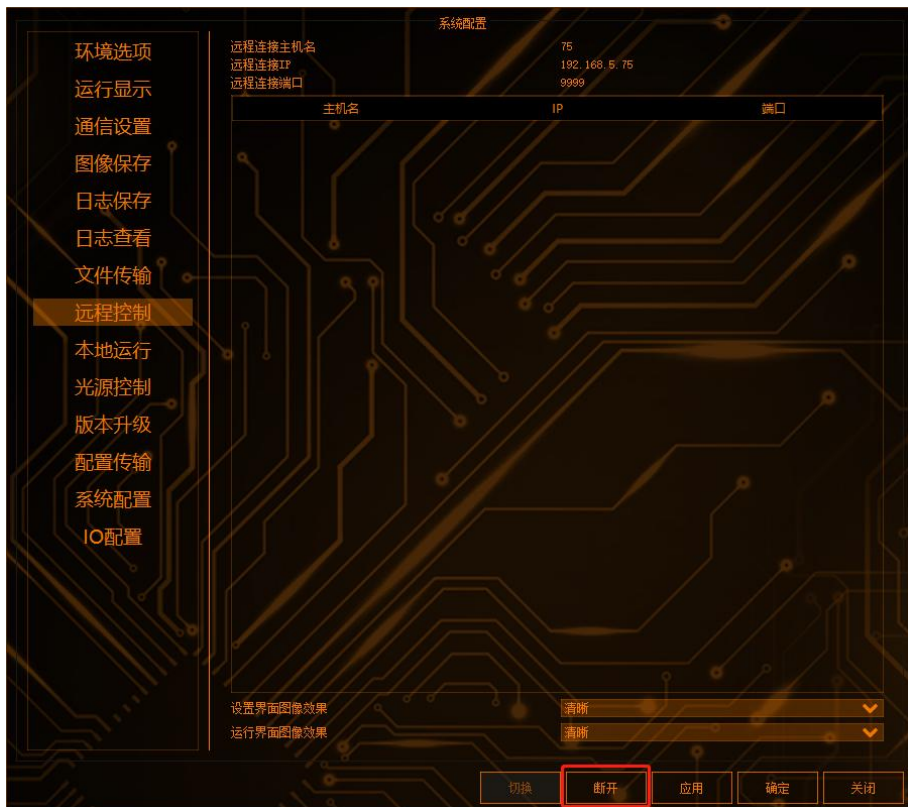 系统配置
环境选项
运行显示
通信设置
图像保存
日志保存
日志查看
文件传输
远程控制
本地运行
光源控制
版本升级
配置传输
系统配置
IO配置
远程连接主机名 75
远程连接IP 192.168.5.75
远程连接端口 9999
主机名 IP 端口
设置界面图像效果 清晰
运行界面图像效果 清晰
切换 断开 应用 确定 关闭